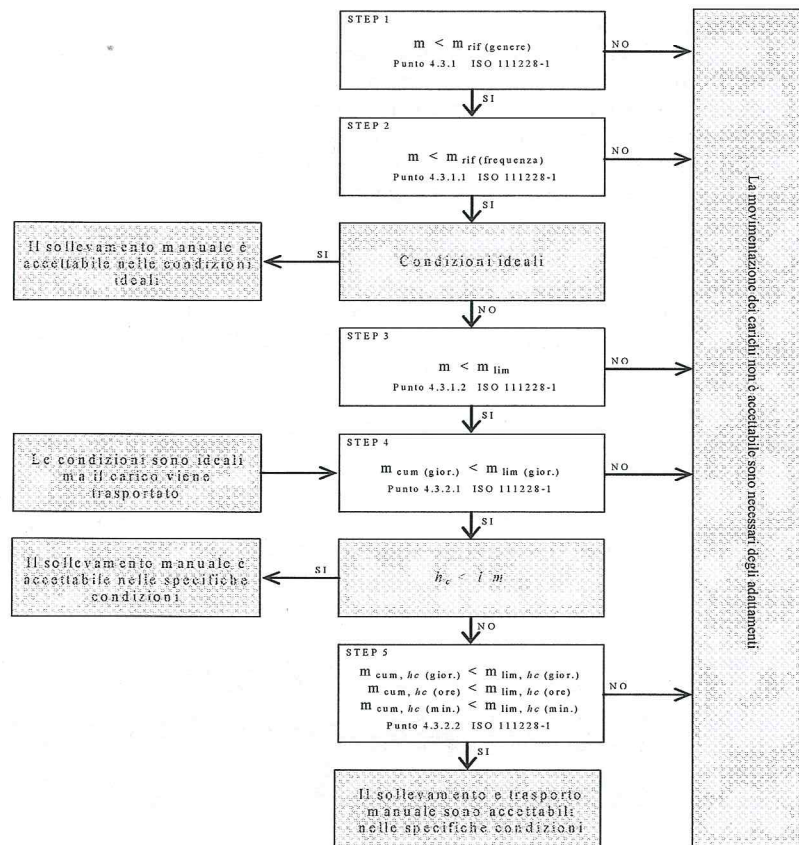 STEP 1
m < m rif (genere)
Punto 4.3.1 ISO 111228-1
NO
SI
STEP 2
m < m rif (frequenza)
Punto 4.3.1.1 ISO 111228-1
NO
SI
Il sollevamento manuale è
accettabile nelle condizioni
ideali
SI
Condizioni ideali
NO
STEP 3
m < m lim
Punto 4.3.1.2 ISO 111228-1
NO
SI
Le condizioni sono ideali
ma il carico viene
trasportato
STEP 4
m cum (gior.) < m lim (gior.)
Punto 4.3.2.1 ISO 111228-1
NO
SI
Il sollevamento manuale è
accettabile nelle specifiche
condizioni
SI
hc < 1 m
NO
STEP 5
m cum, hc (gior.) < m lim, hc (gior.)
m cum, hc (ore) < m lim, hc (ore)
m cum, hc (min.) < m lim, hc (min.)
Punto 4.3.2.2 ISO 111228-1
NO
SI
Il sollevamento e trasporto
manuale sono accettabili
nelle specifiche condizioni
La movimentazione dei carichi non è accettabile sono necessari degli adattamenti